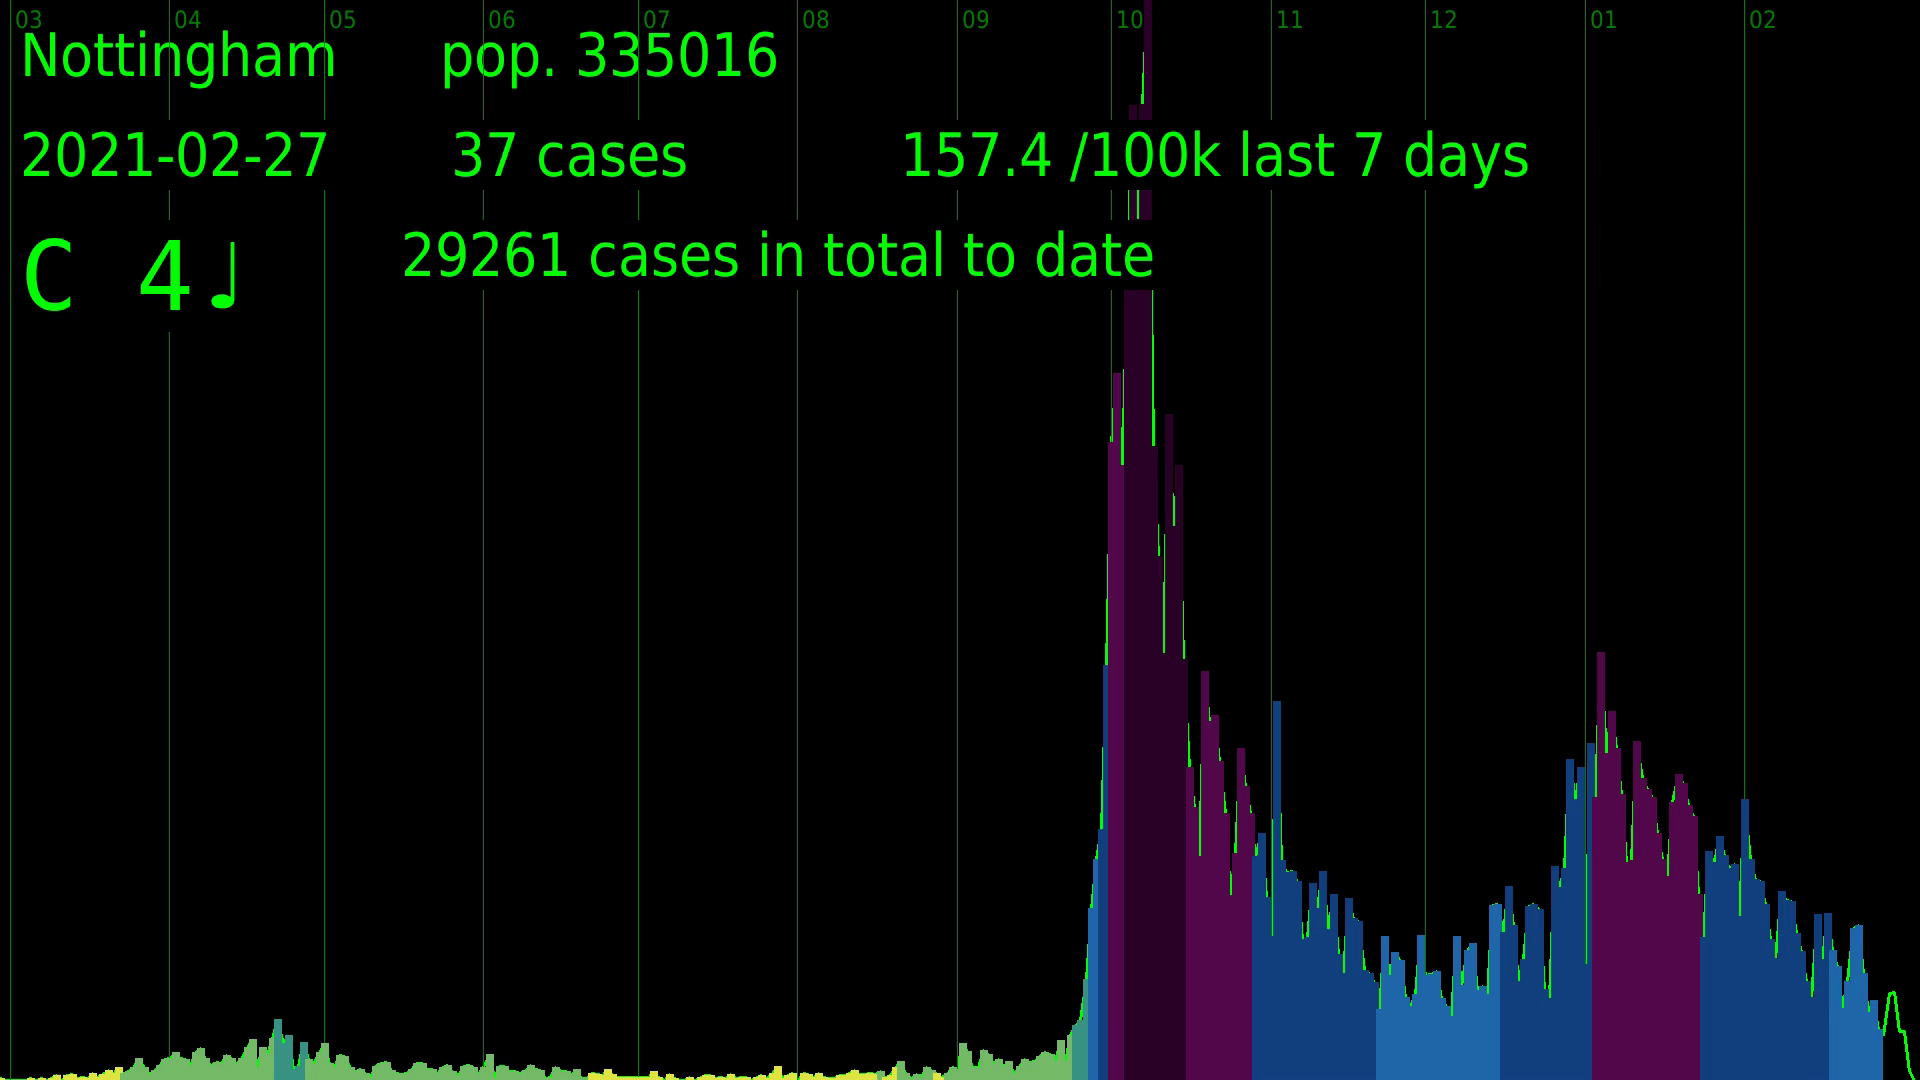 03 04 05 06 07 08 09 10 11 12 01 02
Nottingham pop. 335016
2021-02-27 37 cases 157.4 /100k last 7 days
C 4♩ 29261 cases in total to date